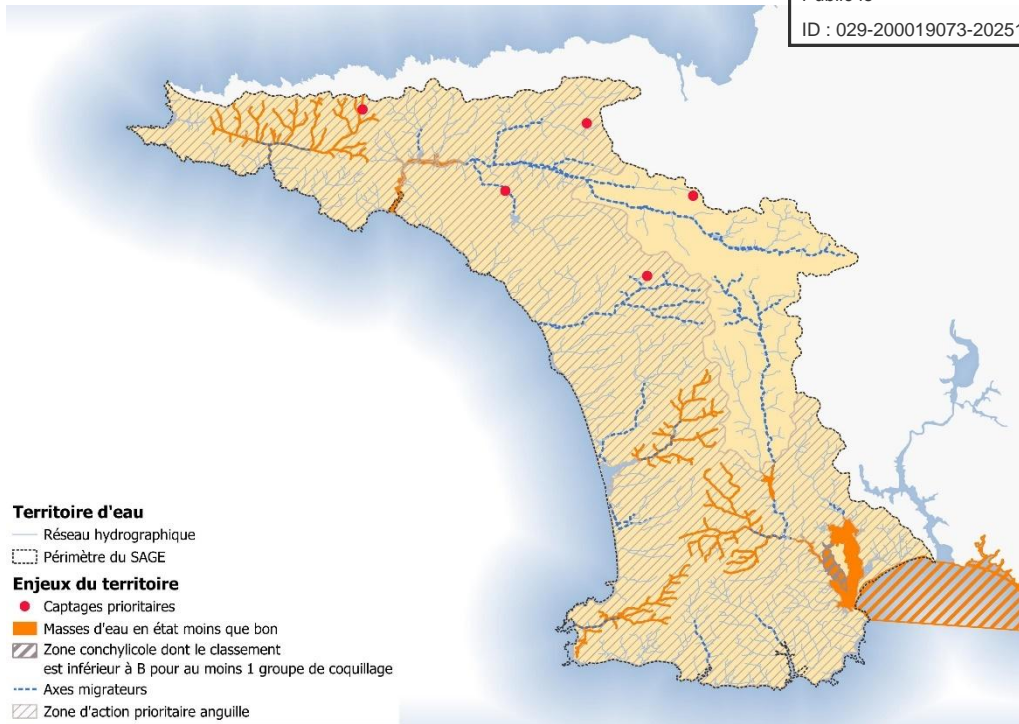 ID : 029-200019073-20251
Territoire d'eau
Réseau hydrographique
Périmètre du SAGE
Enjeux du territoire
Captages prioritaires
Masses d'eau en état moins que bon
Zone conchylicole dont le classement
est inférieur à B pour au moins 1 groupe de coquillage
Axes migrateurs
Zone d'action prioritaire anguille